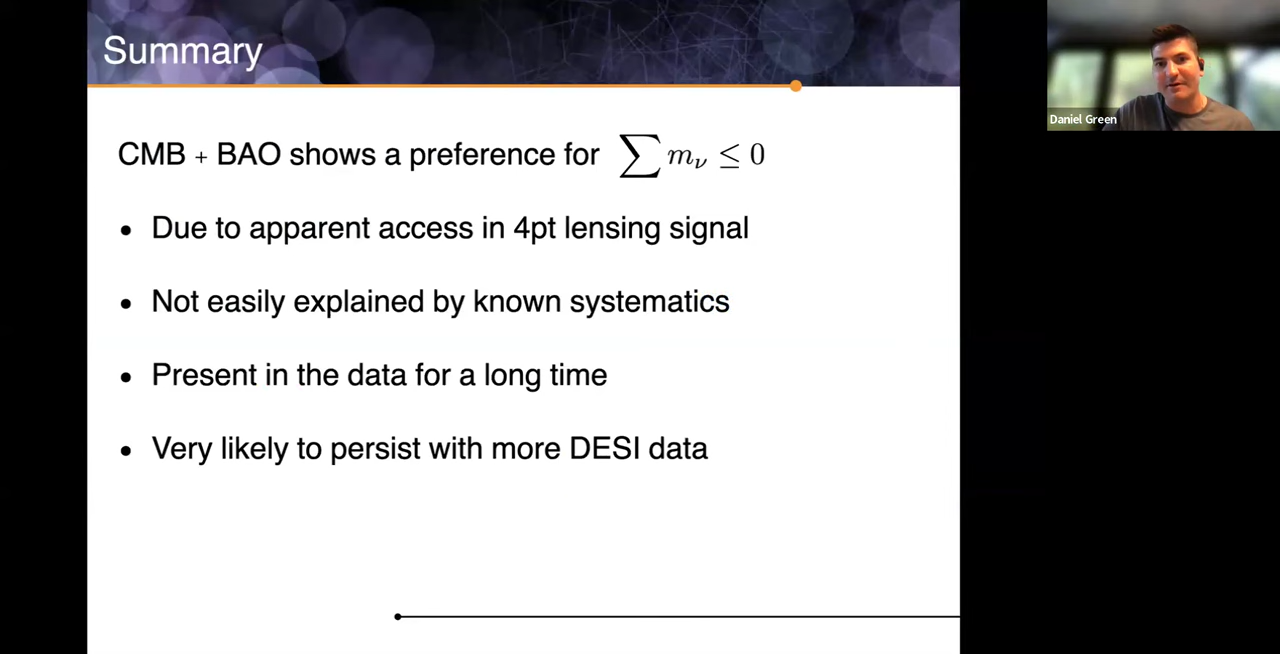 Summary
Daniel Green
CMB + BAO shows a preference for ∑ mν ≤ 0
• Due to apparent access in 4pt lensing signal
• Not easily explained by known systematics
• Present in the data for a long time
• Very likely to persist with more DESI data